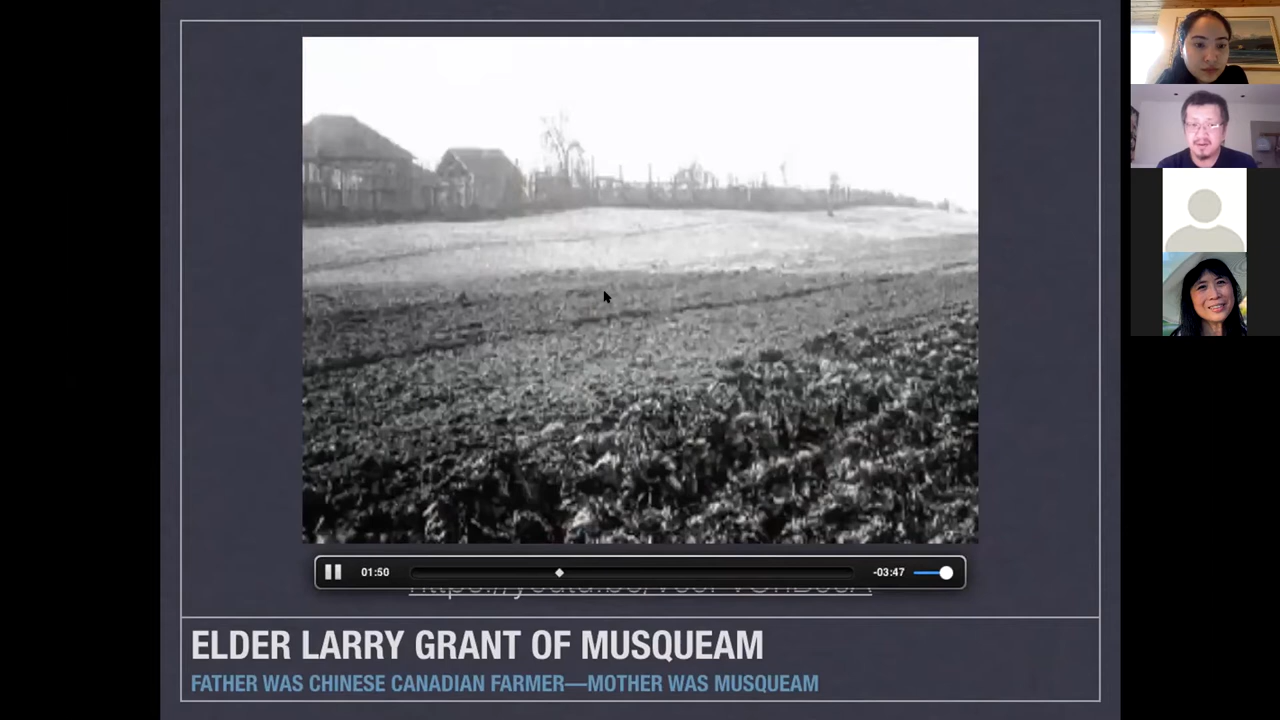 01:50
-03:47
ELDER LARRY GRANT OF MUSQUEAM
FATHER WAS CHINESE CANADIAN FARMER—MOTHER WAS MUSQUEAM